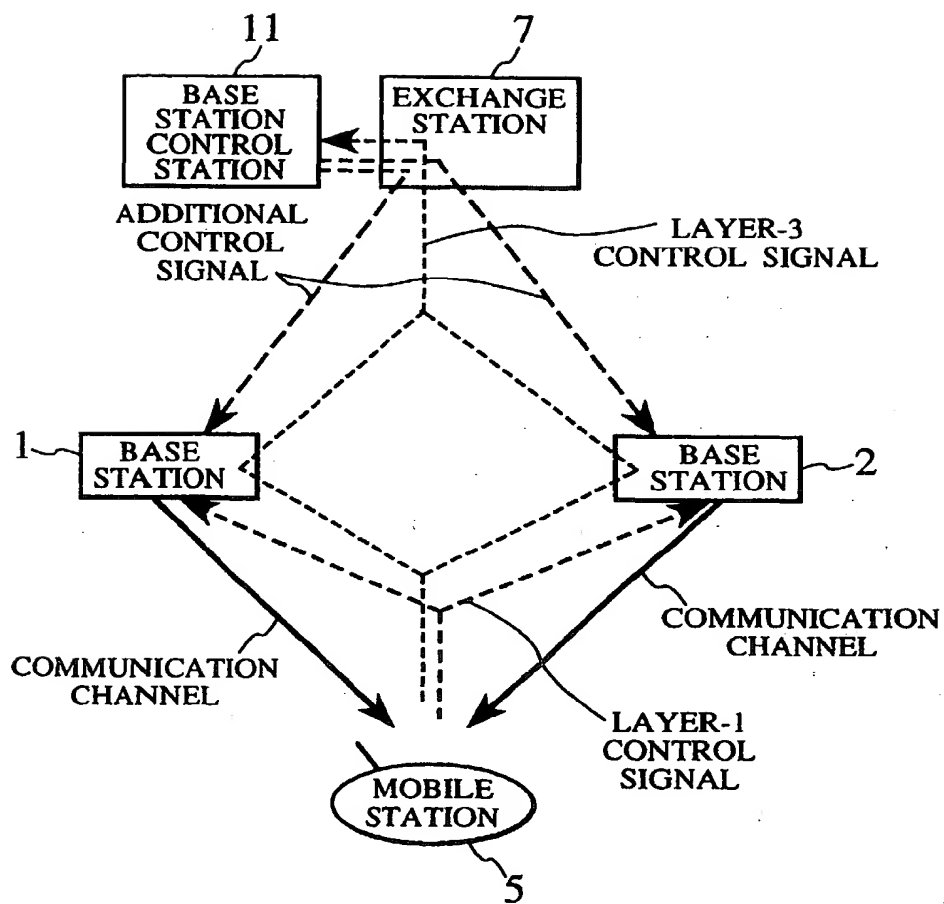 11
7
BASE
STATION
CONTROL
STATION
EXCHANGE
STATION
ADDITIONAL
CONTROL
SIGNAL
LAYER-3
CONTROL SIGNAL
1
BASE
STATION
BASE
STATION
2
COMMUNICATION
CHANNEL
COMMUNICATION
CHANNEL
LAYER-1
CONTROL
SIGNAL
MOBILE
STATION
5